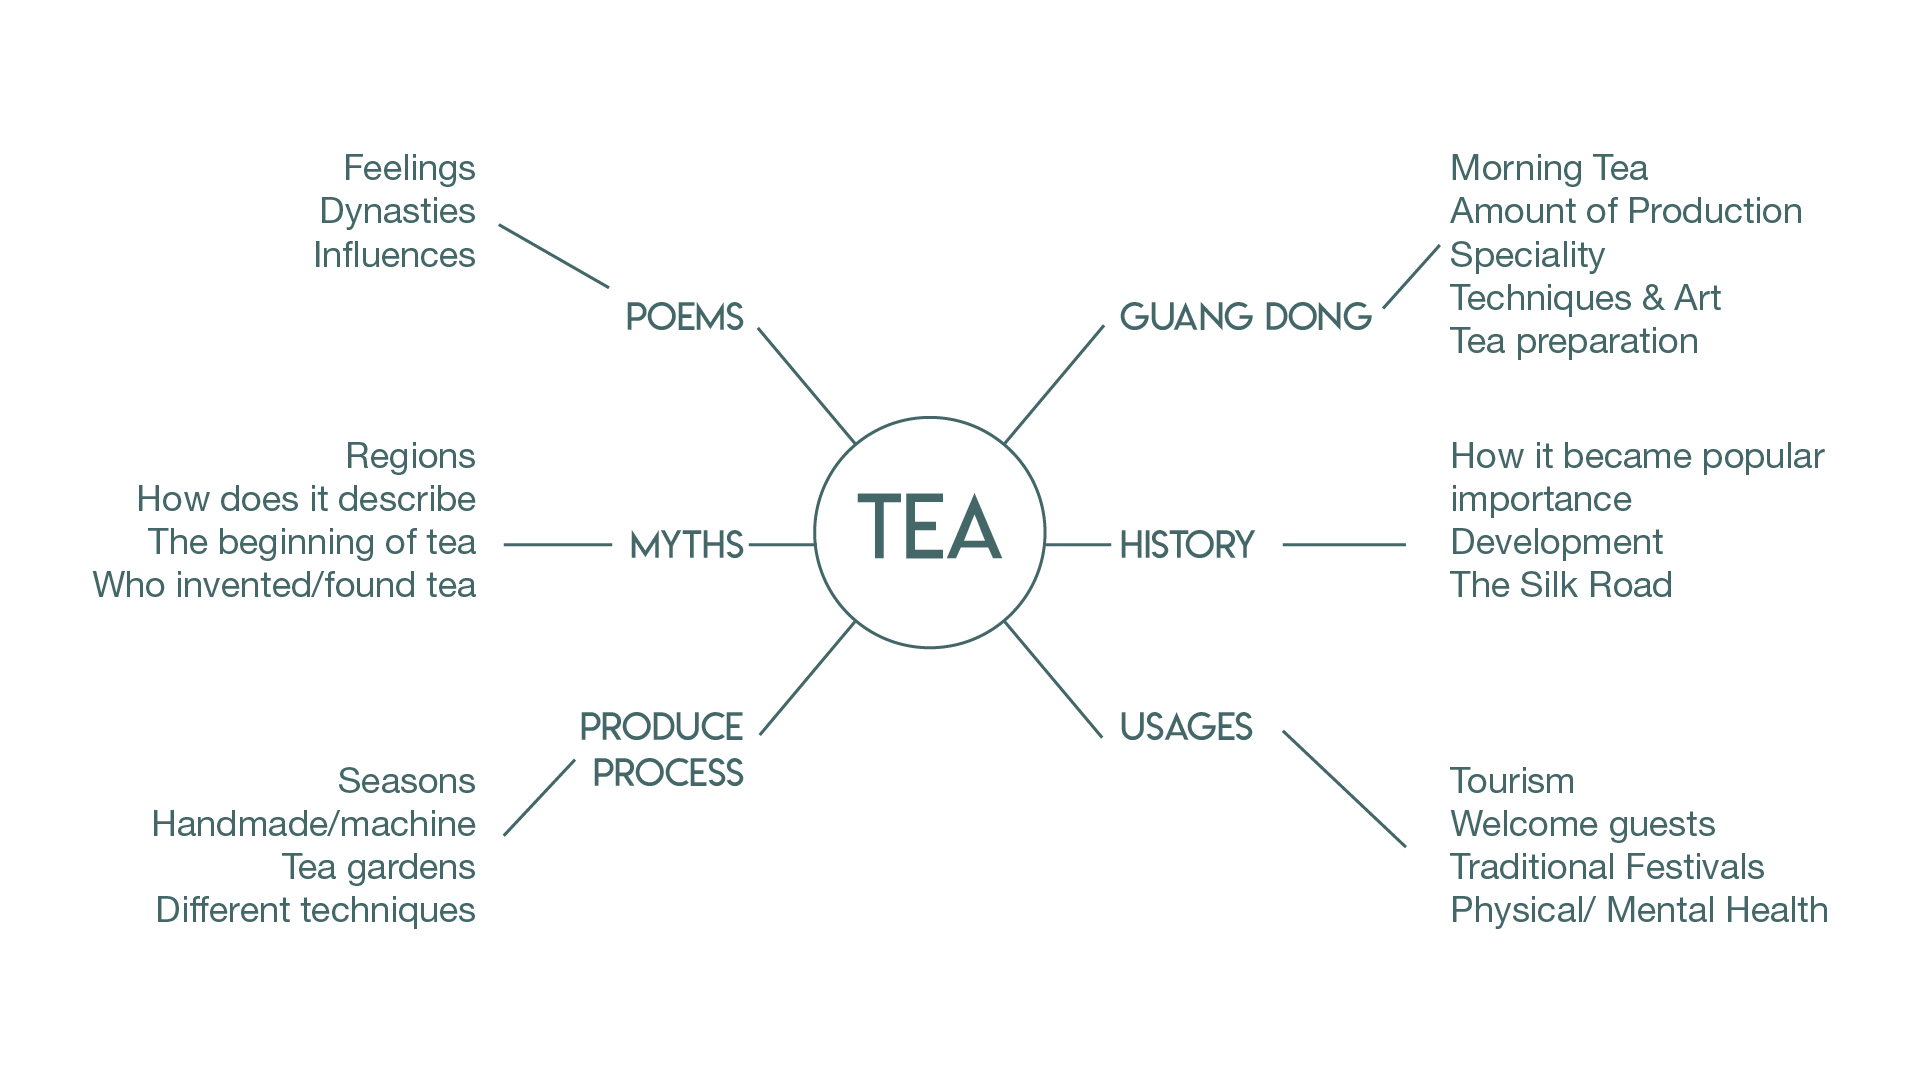 Feelings
Dynasties
Influences
POEMS
Regions
How does it describe
The beginning of tea
Who invented/found tea
MYTHS
PRODUCE
PROCESS
Seasons
Handmade/machine
Tea gardens
Different techniques
TEA
GUANG DONG
Morning Tea
Amount of Production
Speciality
Techniques & Art
Tea preparation
HISTORY
How it became popular
importance
Development
The Silk Road
USAGES
Tourism
Welcome guests
Traditional Festivals
Physical/ Mental Health